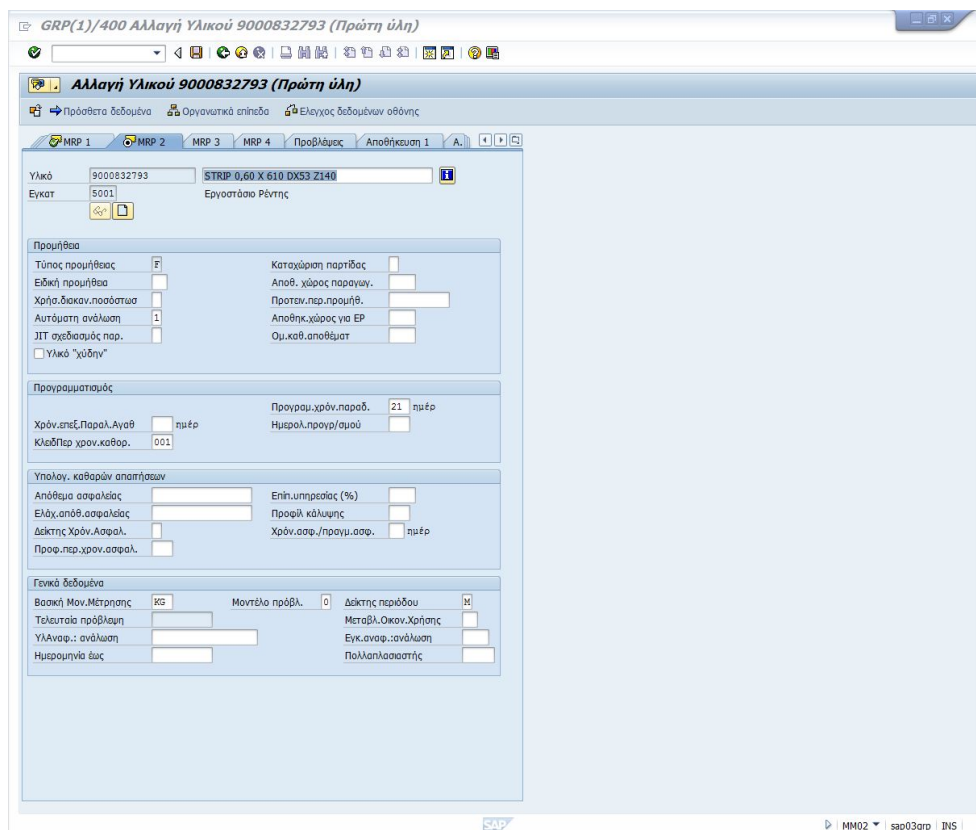 GRP(1)/400 Αλλαγή Υλικού 9000832793 (Πρώτη ύλη)
Αλλαγή Υλικού 9000832793 (Πρώτη ύλη)
Πρόσθετα δεδομένα Οργανωτικά επίπεδα Ελεγχος δεδομένων οθόνης
MRP 1 MRP 2 MRP 3 MRP 4 Προβλέψεις Αποθήκευση 1 Α.
Υλικό 9000832793 STRIP 0,60 X 610 DX53 Z140
Εγκατ 5001 Εργοστάσιο Ρέντης
Προμήθεια
Τύπος προμήθειας F Καταχώριση παρτίδας
Ειδική προμήθεια Αποθ. χώρος παραγωγ.
Χρήσ.διακαν.ποσόστωσ Προτειν.περ.προμήθ.
Αυτόματη ανάλωση 1 Αποθηκ.χώρος για ΕΡ
JIT σχεδιασμός παρ. Ομ.καθ.αποθέματ
Υλικό "χύδην"
Προγραμματισμός
Προγραμ.χρόν.παραδ. 21 ημέρ
Χρόν.επεξ.Παραλ.Αγαθ ημέρ Ημερολ.προγρ/σμού
ΚλειδΠερ χρον.καθορ. 001
Υπολογ. καθαρών απαιτήσεων
Απόθεμα ασφαλείας Επίπ.υπηρεσίας (%)
Ελάχ.απόθ.ασφαλείας Προφίλ κάλυψης
Δείκτης Χρόν.Ασφαλ. Χρόν.ασφ./πραγμ.ασφ. ημέρ
Προφ.περ.χρον.ασφαλ.
Γενικά δεδομένα
Βασική Μον.Μέτρησης KG Μοντέλο πρόβλ. 0 Δείκτης περιόδου M
Τελευταία πρόβλεψη Μεταβλ.Οικον.Χρήσης
ΥλΑναφ.: ανάλωση Εγκ.αναφ.:ανάλωση
Ημερομηνία έως Πολλαπλασιαστής
SAP MM02 sap03grp INS